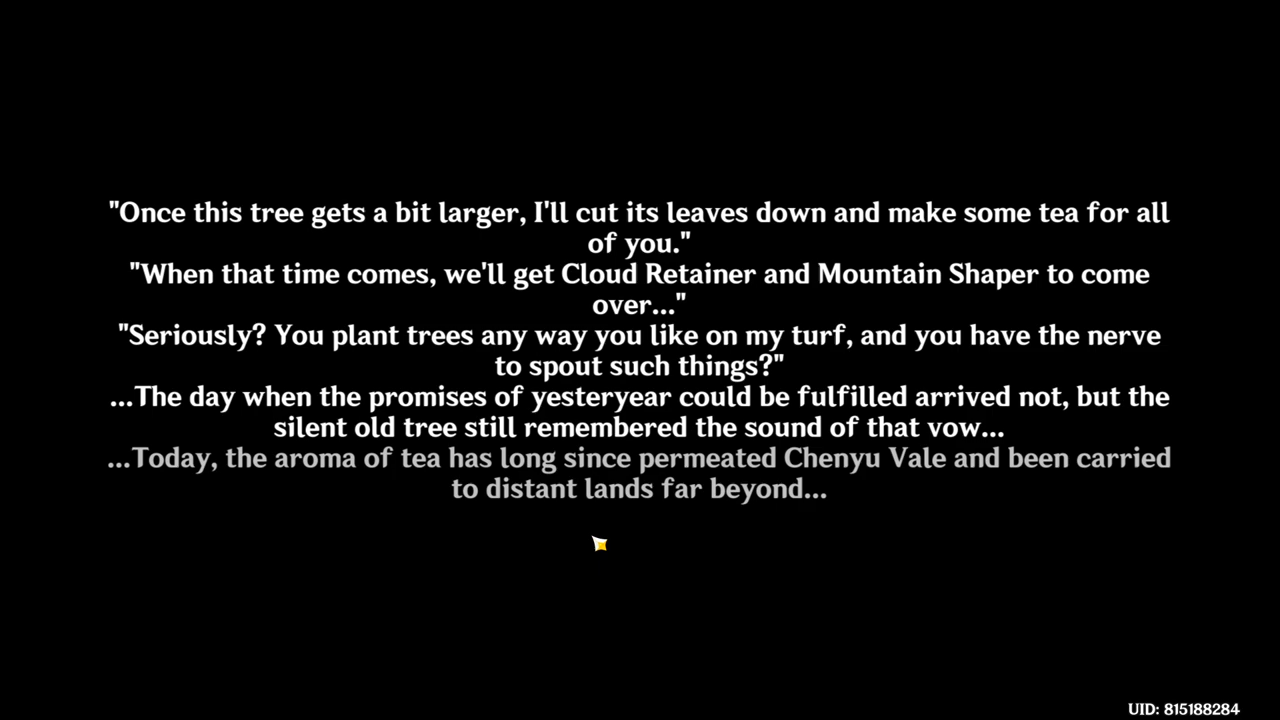 "Once this tree gets a bit larger, I'll cut its leaves down and make some tea for all
of you."
"When that time comes, we'll get Cloud Retainer and Mountain Shaper to come
over..."
"Seriously? You plant trees any way you like on my turf, and you have the nerve
to spout such things?"
...The day when the promises of yesteryear could be fulfilled arrived not, but the
silent old tree still remembered the sound of that vow...
...Today, the aroma of tea has long since permeated Chenyu Vale and been carried
to distant lands far beyond...
UID: 815188284